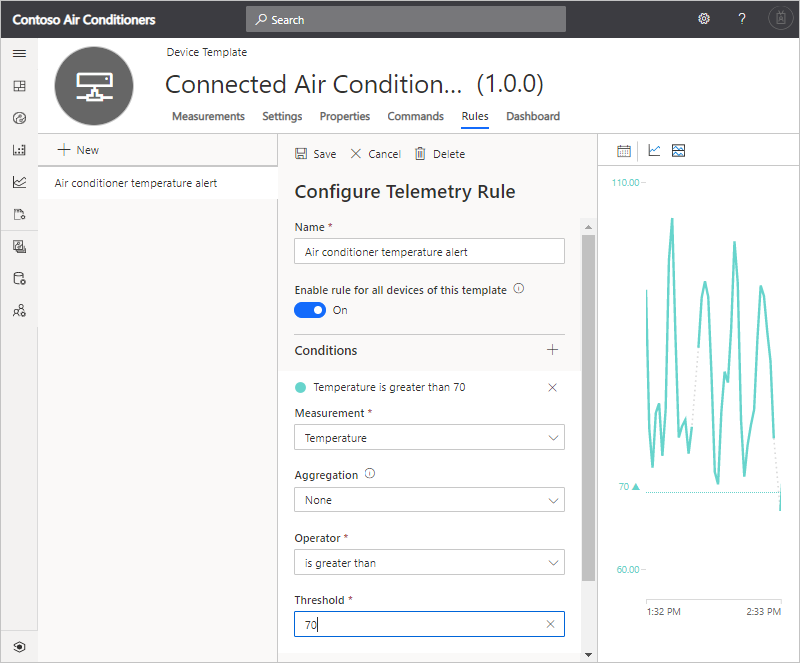 Contoso Air Conditioners
Search
?
Device Template
Connected Air Condition... (1.0.0)
Measurements Settings Properties Commands Rules Dashboard
New
Air conditioner temperature alert
Save Cancel Delete
Configure Telemetry Rule
Name *
Air conditioner temperature alert
Enable rule for all devices of this template
On
Conditions
Temperature is greater than 70
Measurement *
Temperature
Aggregation
None
Operator *
is greater than
Threshold *
70
110.00
70
60.00
1:32 PM 2:33 PM